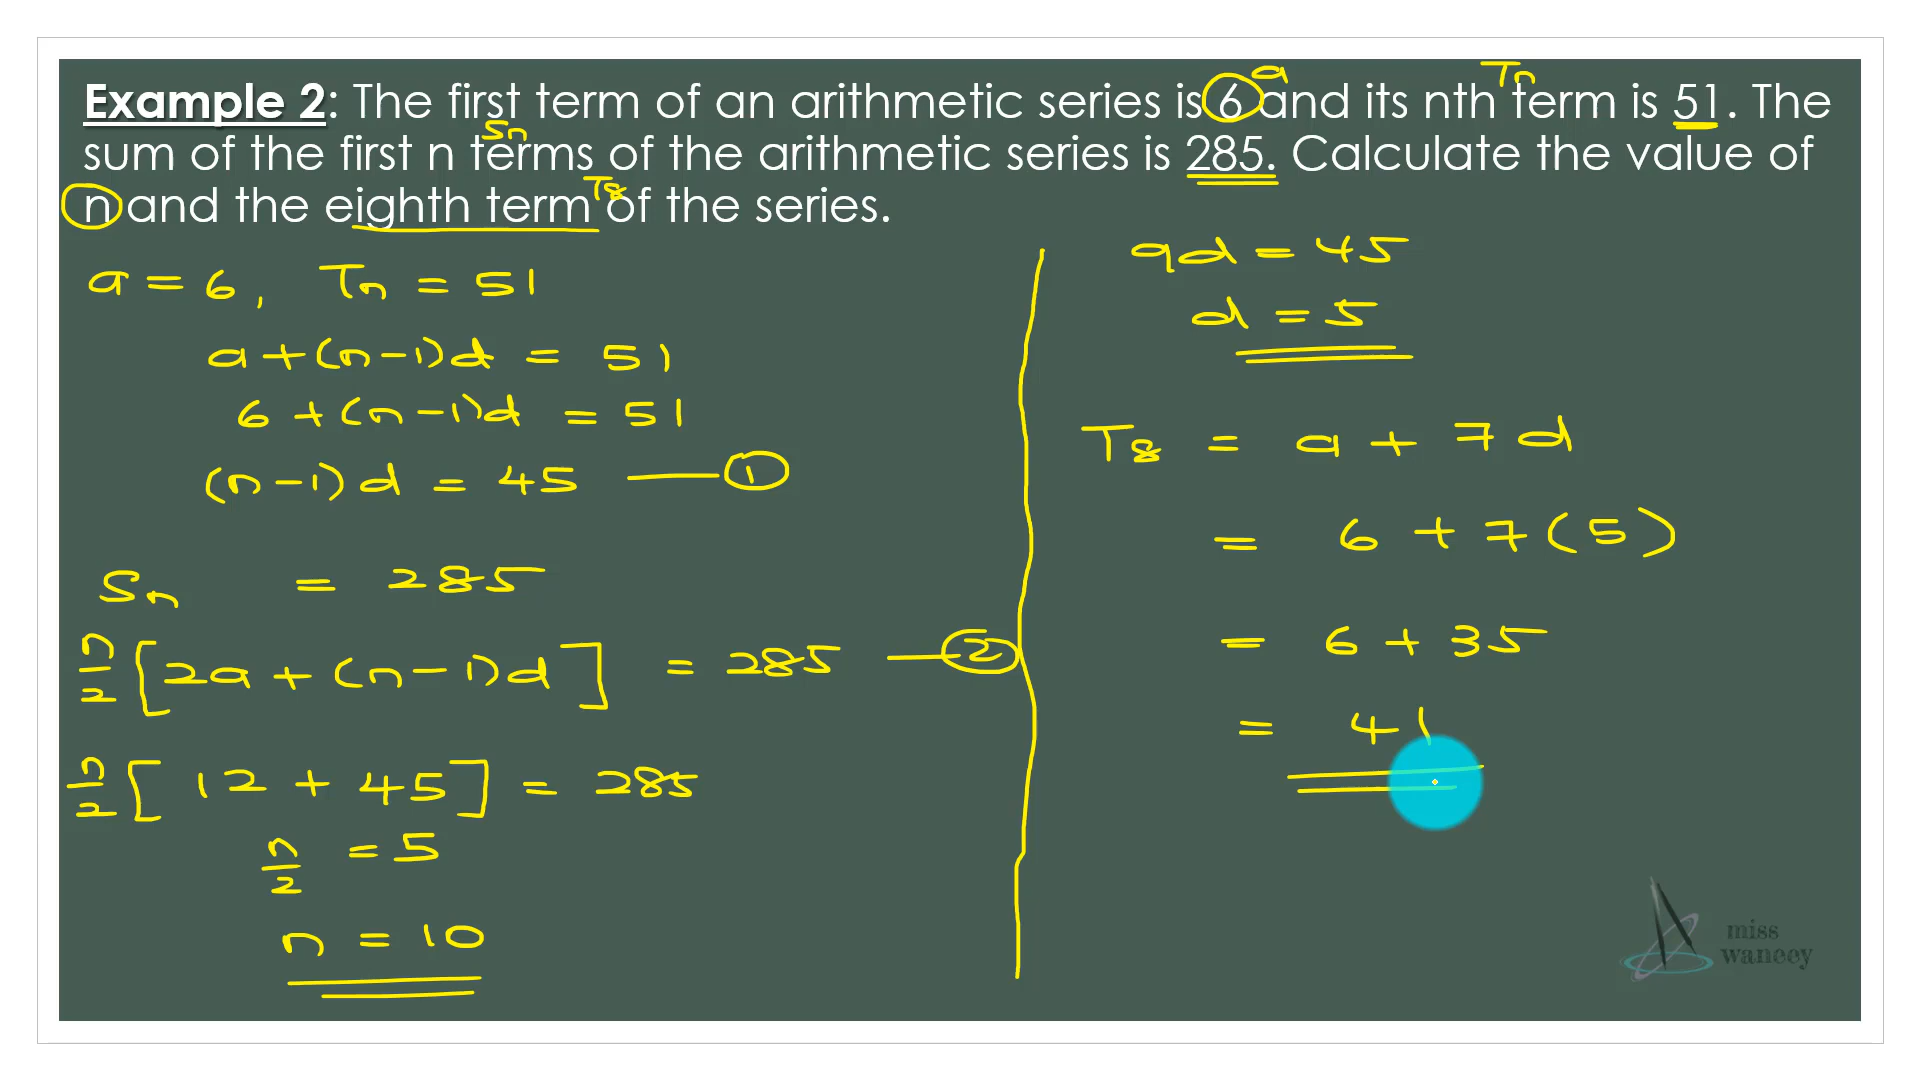 Example 2: The first term of an arithmetic series is 6 and its nth term is 51. The
a
Tn
sum of the first n terms of the arithmetic series is 285. Calculate the value of
Sn
n and the eighth term of the series.
T8
a = 6, Tn = 51
a + (n - 1)d = 51
6 + (n - 1)d = 51
(n - 1)d = 45 — ①
Sn = 285
n/2 [2a + (n - 1)d] = 285 — ②
n/2 [12 + 45] = 285
n/2 = 5
n = 10
9d = 45
d = 5
T8 = a + 7d
= 6 + 7(5)
= 6 + 35
= 41
miss
waneey